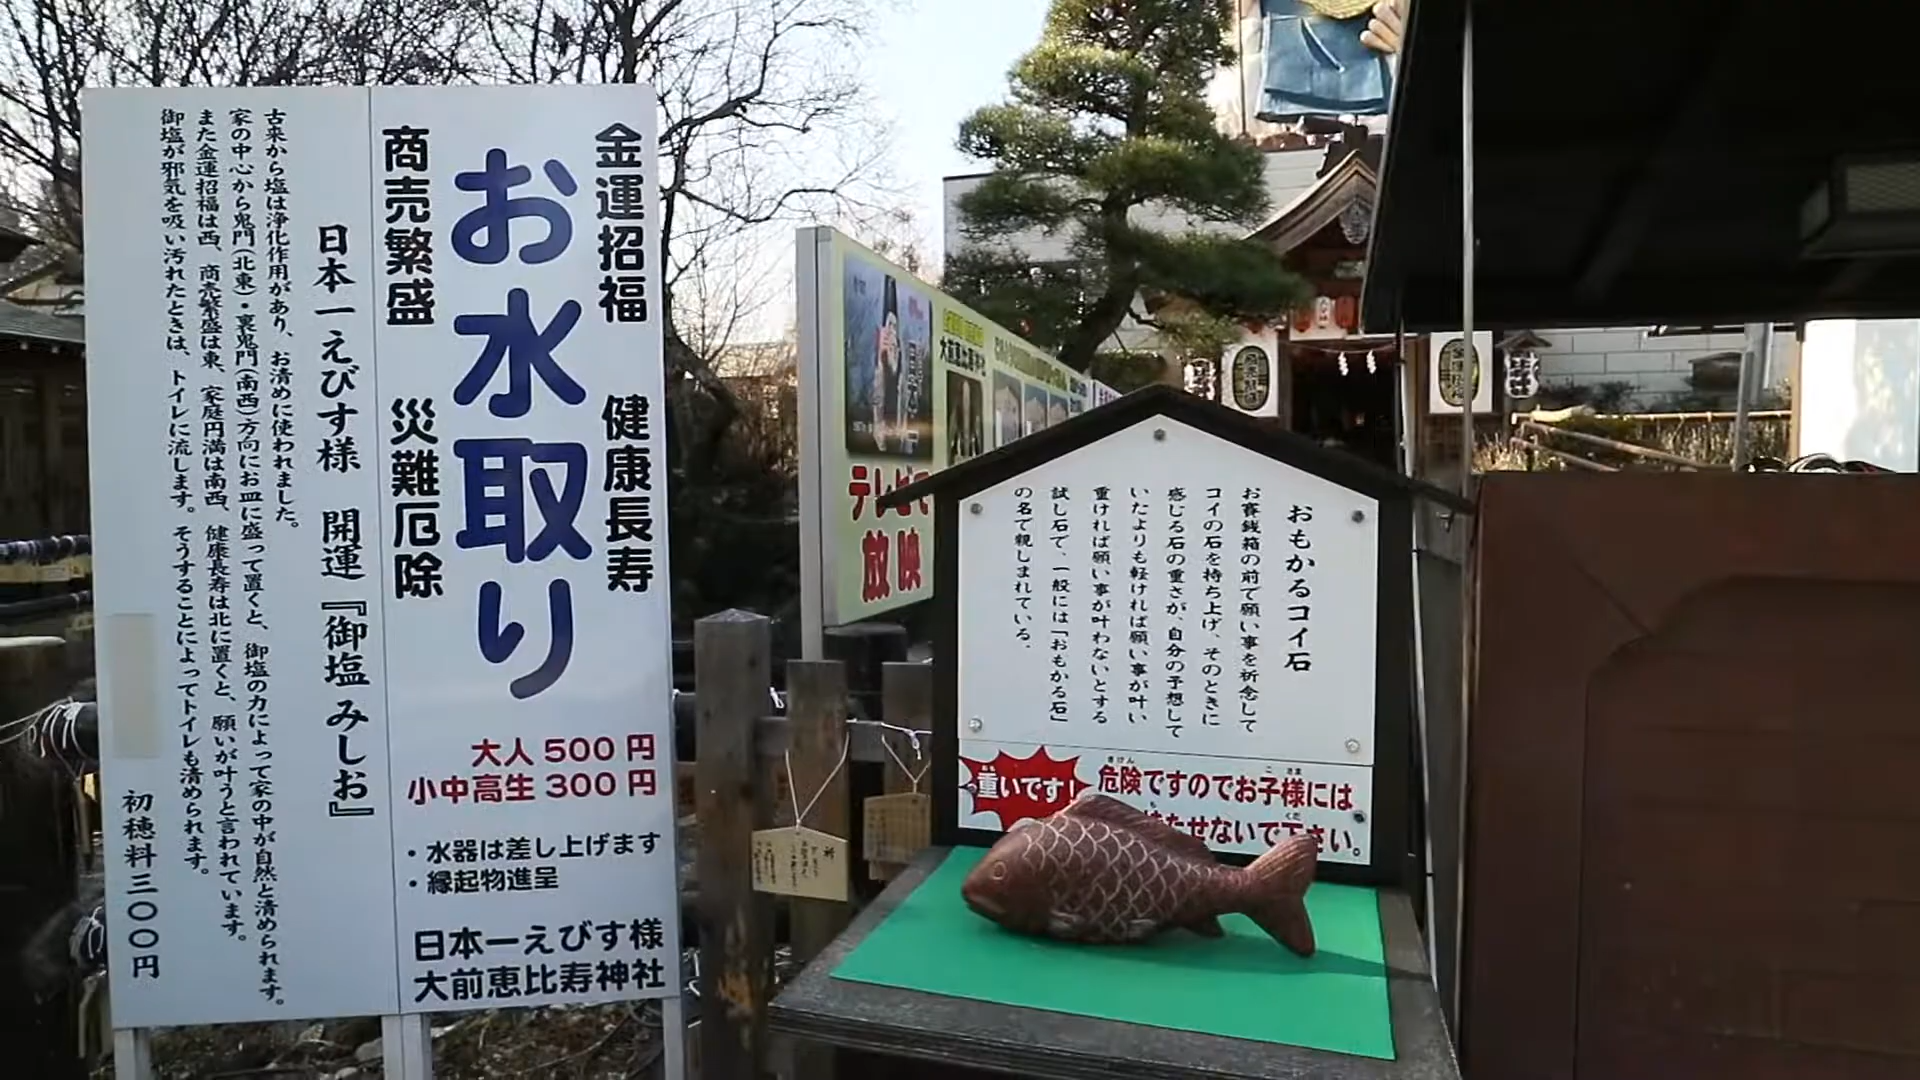 金運招福 健康長寿
お水取り
商売繁盛 災難厄除
大人 500 円
小中高生 300 円
・水器は差し上げます
・縁起物進呈
日本一えびす様
大前恵比寿神社
日本一えびす様 開運『御塩 みしお』
古来から塩は浄化作用があり、お清めに使われました。
家の中心から鬼門(北東)・裏鬼門(南西)方向にお皿に盛って置くと、御塩の力によって家の中が自然と清められます。
また金運招福は西、商売繁盛は東、家庭円満は南西、健康長寿は北に置くと、願いが叶うと言われています。
御塩が邪気を吸い汚れたときは、トイレに流します。そうすることによってトイレも清められます。
初穂料三〇〇円
テレビで
放映
おもかるコイ石
お賽銭箱の前で願い事を祈念して
コイの石を持ち上げ、そのときに
感じる石の重さが、自分の予想して
いたよりも軽ければ願い事が叶い
重ければ願い事が叶わないとする
試し石で、一般には「おもかる石」
の名で親しまれている。
重いです!
危険ですのでお子様には
たせないで下さい。